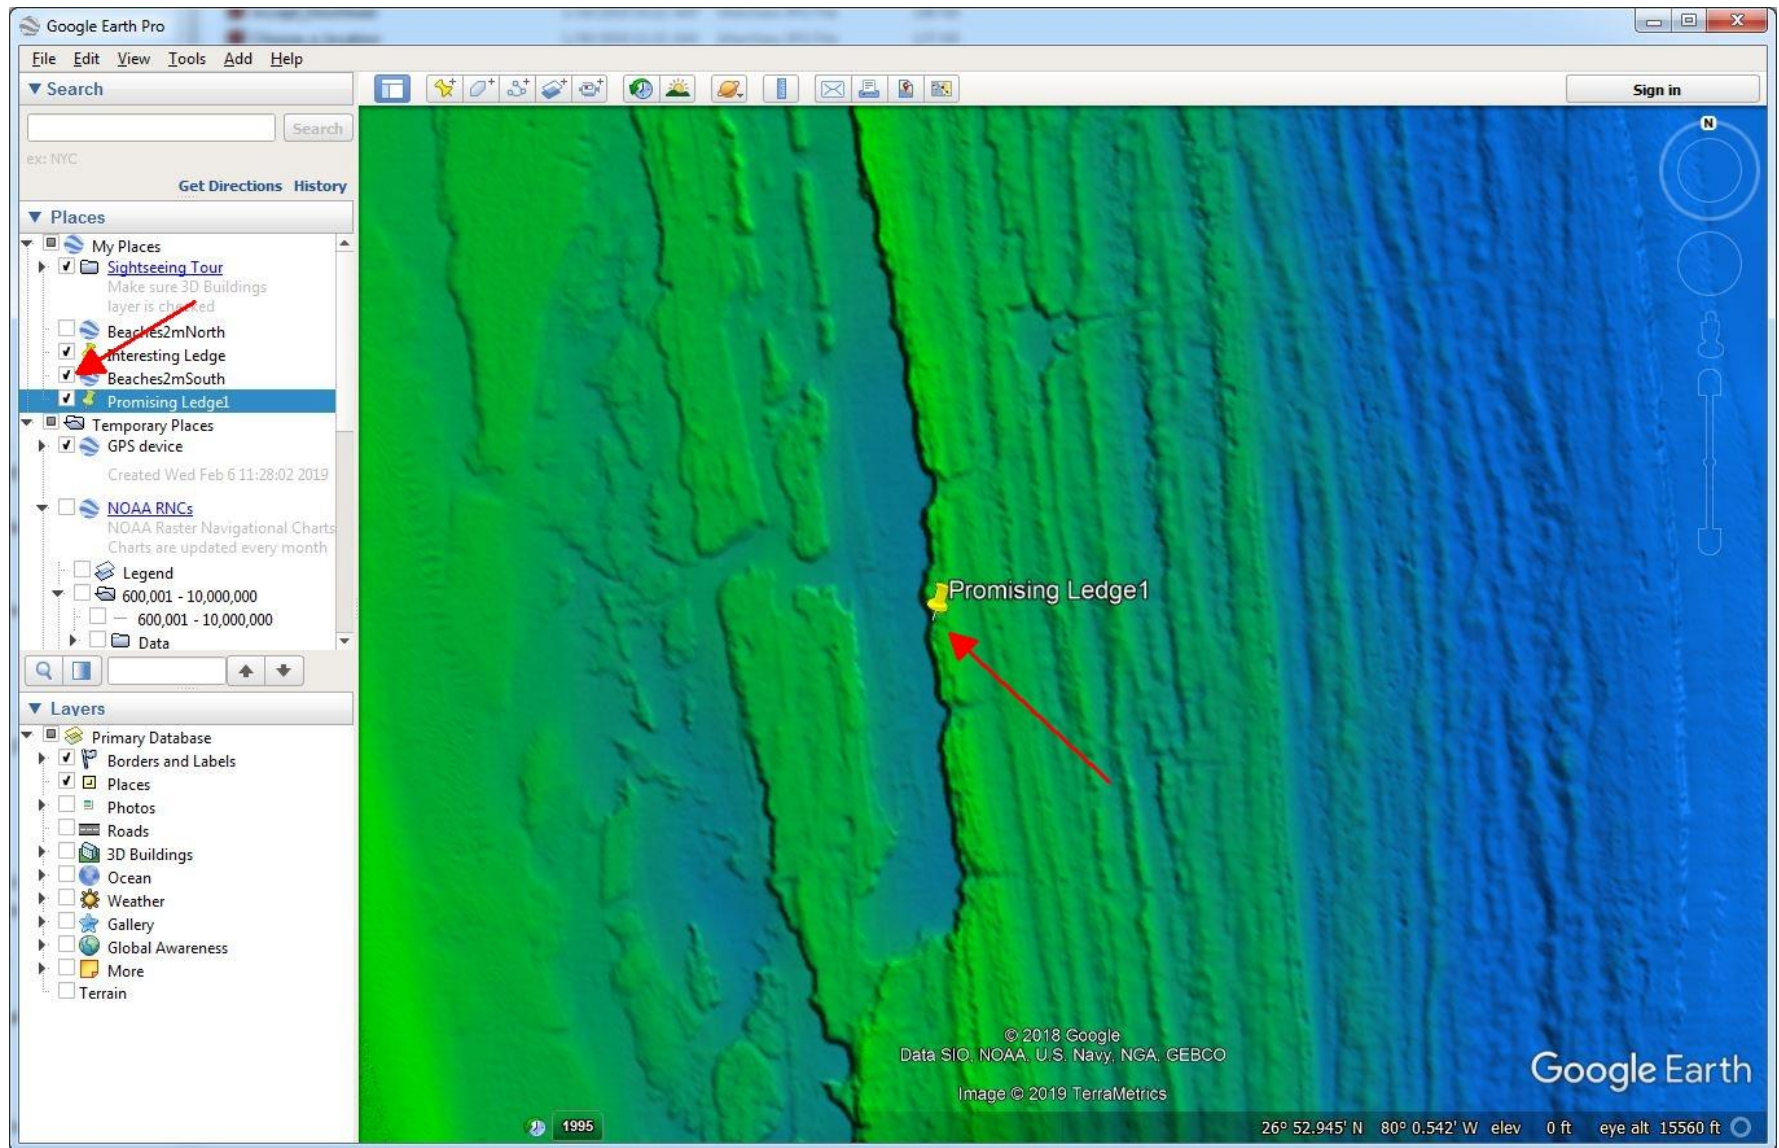 Google Earth Pro
File Edit View Tools Add Help
Search
Sign in
Search
ex: NYC
Get Directions History
Places
My Places
Sightseeing Tour
Make sure 3D Buildings
layer is checked
Beaches2mNorth
Interesting Ledge
Beaches2mSouth
Promising Ledge1
Temporary Places
GPS device
Created Wed Feb 6 11:28:02 2019
NOAA RNCs
NOAA Raster Navigational Charts
Charts are updated every month
Legend
600,001 - 10,000,000
600,001 - 10,000,000
Data
Layers
Primary Database
Borders and Labels
Places
Photos
Roads
3D Buildings
Ocean
Weather
Gallery
Global Awareness
More
Terrain
N
Promising Ledge1
© 2018 Google
Data SIO, NOAA, U.S. Navy, NGA, GEBCO
Image © 2019 TerraMetrics
Google Earth
1995
26° 52.945' N 80° 0.542' W elev 0 ft eye alt 15560 ft